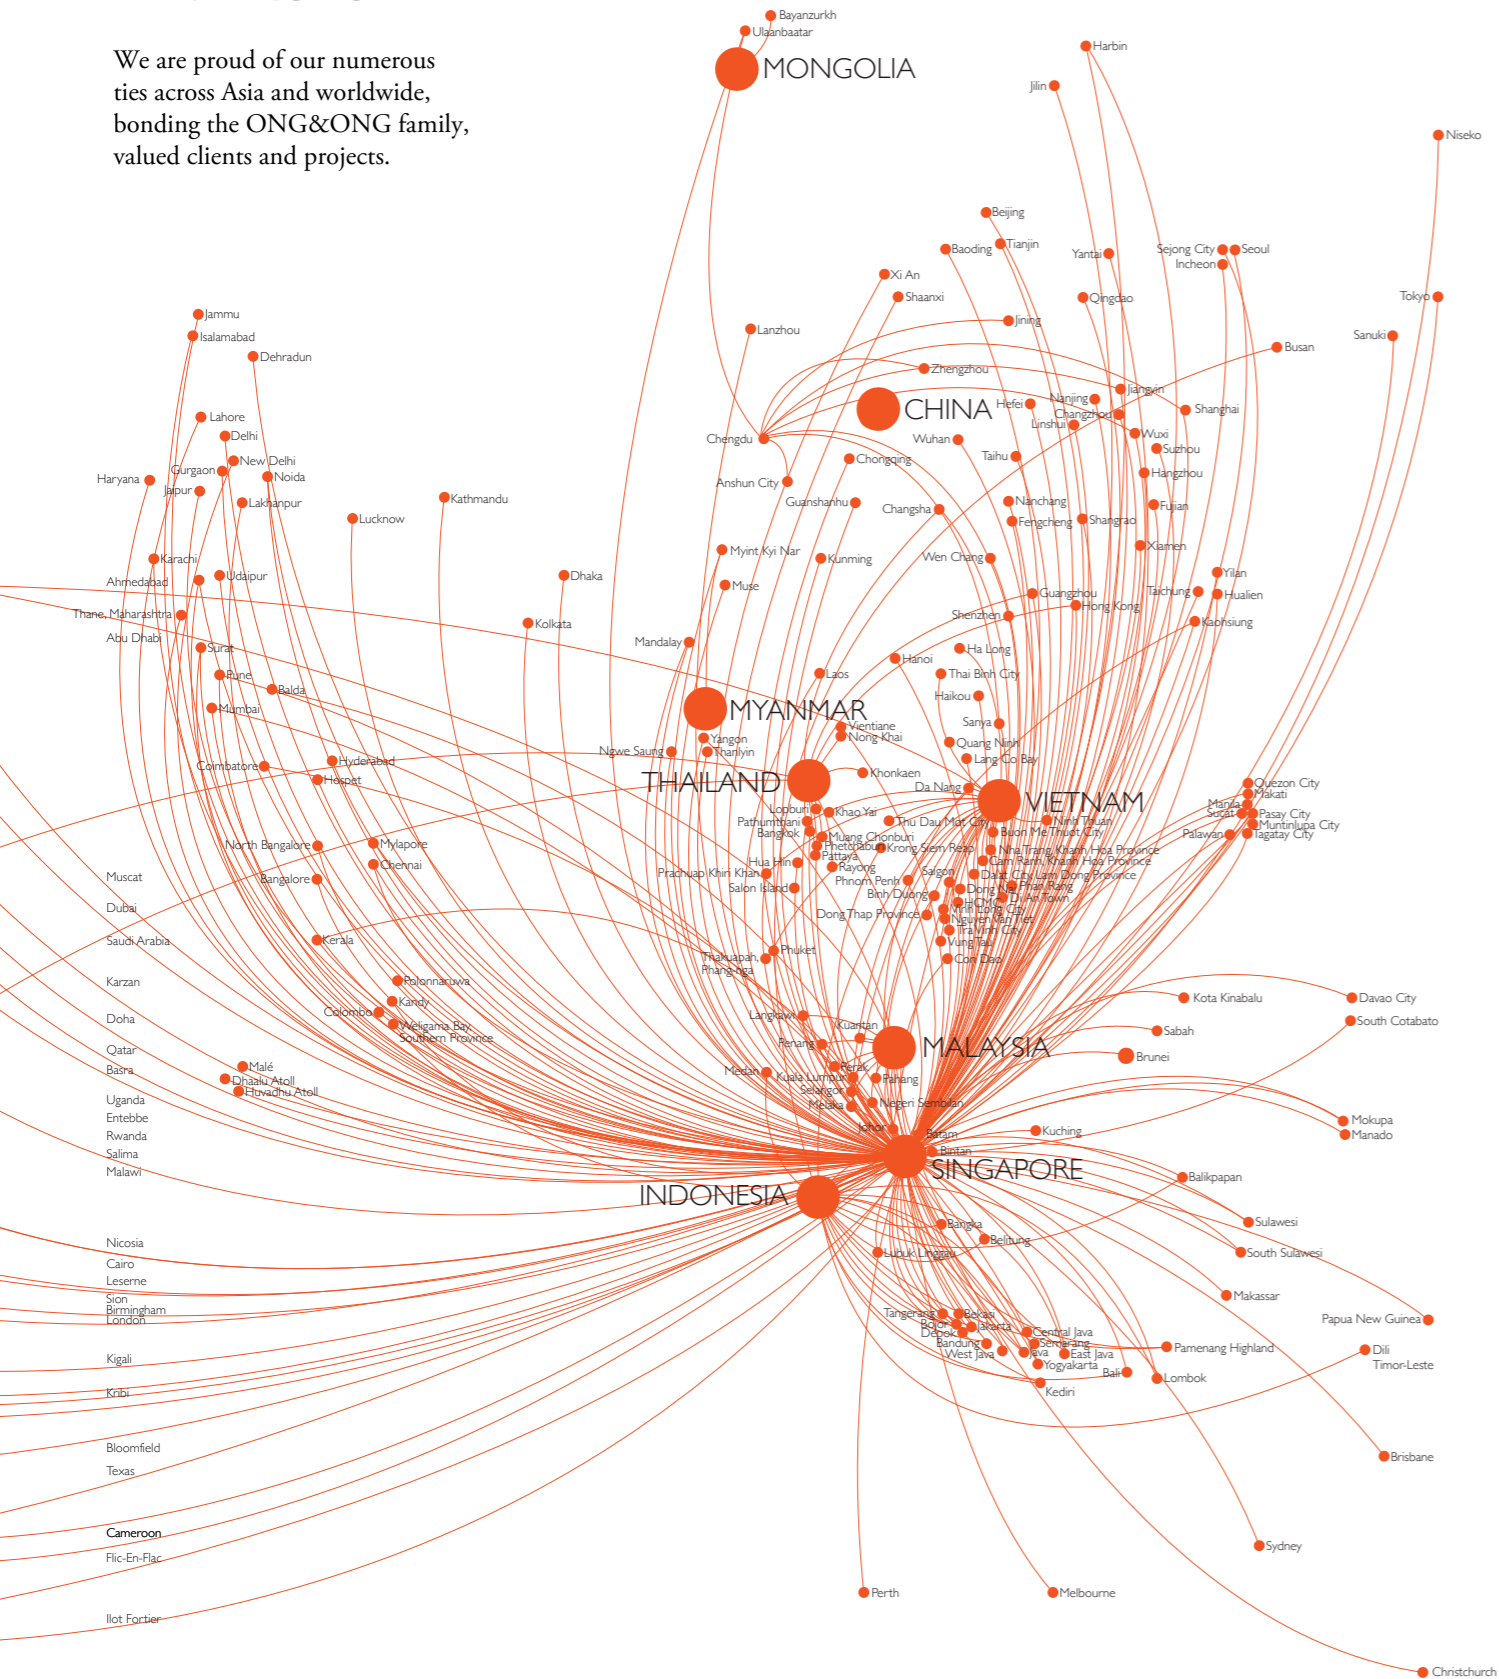 We are proud of our numerous
ties across Asia and worldwide,
bonding the ONG&ONG family,
valued clients and projects.
Bayanzurkh
Ulaanbaatar
MONGOLIA
Harbin
Jilin
Niseko
Beijing
Baoding
Tianjin
Yantai
Sejong City
Seoul
Incheon
Xi An
Shaanxi
Qingdao
Tokyo
Jammu
Isalamabad
Dehradun
Lanzhou
Jining
Sanuki
Busan
Zhengzhou
Jiangyin
CHINA
Hefei
Nanjing
Changzhou
Linshui
Shanghai
Lahore
Delhi
New Delhi
Gurgaon
Noida
Haryana
Jaipur
Lakhanpur
Lucknow
Kathmandu
Chengdu
Wuhan
Wuxi
Suzhou
Chongqing
Taihu
Hangzhou
Anshun City
Guanshanhu
Changsha
Nanchang
Fengcheng
Shangrao
Fujian
Xiamen
Karachi
Ahmedabad
Udaipur
Dhaka
Myint Kyi Nar
Muse
Kunming
Wen Chang
Guangzhou
Hong Kong
Shenzhen
Yilan
Taichung
Hualien
Kaohsiung
Thane, Maharashtra
Abu Dhabi
Surat
Pune
Balda
Mumbai
Kolkata
Mandalay
Laos
Hanoi
Ha Long
Thai Binh City
Haikou
Sanya
MYANMAR
Yangon
Thanlyin
Ngwe Saung
Vientiane
Nong Khai
Quang Ninh
Lang Co Bay
Coimbatore
Hyderabad
Hospet
THAILAND
Khonkaen
Da Nang
VIETNAM
Quezon City
Makati
Manila
Sucat
Pasay City
Muntinlupa City
Palawan
Tagatay City
Lopburi
Khao Yai
Pathumthani
Bangkok
Muang Chonburi
Phetchaburi
Pattaya
Hua Hin
Rayong
Prachuap Khiri Khan
Salon Island
Thu Dau Mot City
Ninh Thuan
Buon Me Thuot City
Krong Siem Reap
Nha Trang, Khanh Hoa Province
Cam Ranh, Khanh Hoa Province
Saigon
Dalat City, Lam Dong Province
Phnom Penh
Binh Duong
Dong Nai
Phan Rang
Di An Town
HCMC
Vinh Long City
Dong Thap Province
Nguyen Van Tiet
Tra Vinh City
Vung Tau
Con Dao
North Bangalore
Mylapore
Chennai
Bangalore
Kerala
Muscat
Dubai
Saudi Arabia
Karzan
Doha
Qatar
Basra
Uganda
Entebbe
Rwanda
Salima
Malawi
Phuket
Thakuapah,
Phang-nga
Polonnaruwa
Kandy
Colombo
Weligama Bay,
Southern Province
Malé
Dhaalu Atoll
Huvadhu Atoll
Langkawi
Kuantan
Penang
MALAYSIA
Medan
Perak
Kuala Lumpur
Pahang
Selangor
Melaka
Negeri Sembilan
Johor
Kota Kinabalu
Sabah
Brunei
Davao City
South Cotabato
Mokupa
Manado
Kuching
Batam
Bintan
SINGAPORE
INDONESIA
Balikpapan
Sulawesi
South Sulawesi
Makassar
Papua New Guinea
Bangka
Belitung
Lubuk Linggau
Tangerang
Bekasi
Bojor
Jakarta
Depok
Bandung
West Java
Central Java
Semarang
Java
East Java
Yogyakarta
Kediri
Bali
Lombok
Pamenang Highland
Dili
Timor-Leste
Nicosia
Cairo
Leserne
Sion
Birmingham
London
Kigali
Kribi
Bloomfield
Texas
Cameroon
Flic-En-Flac
Ilot Fortier
Brisbane
Sydney
Perth
Melbourne
Christchurch